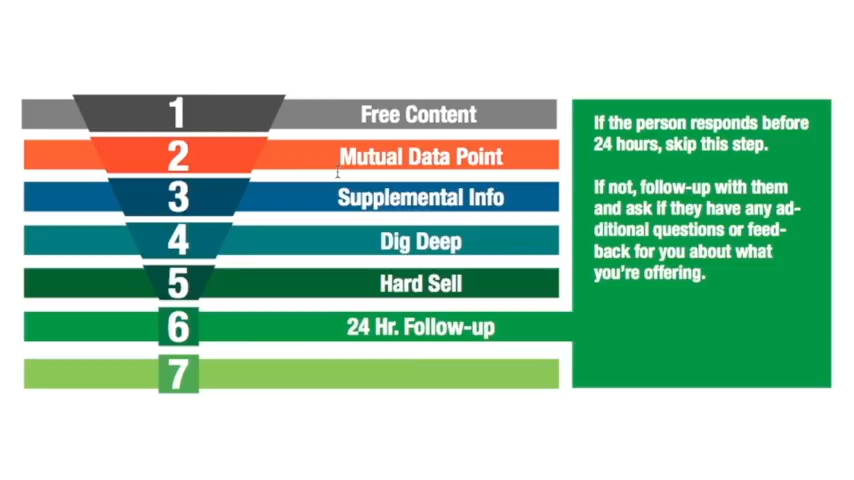 1 Free Content
2 Mutual Data Point
3 Supplemental Info
4 Dig Deep
5 Hard Sell
6 24 Hr. Follow-up
7
If the person responds before
24 hours, skip this step.
If not, follow-up with them
and ask if they have any ad-
ditional questions or feed-
back for you about what
you're offering.